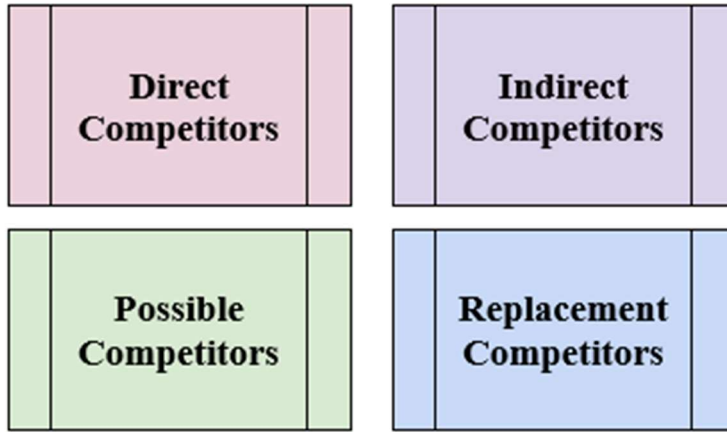 Direct
Competitors
Indirect
Competitors
Possible
Competitors
Replacement
Competitors